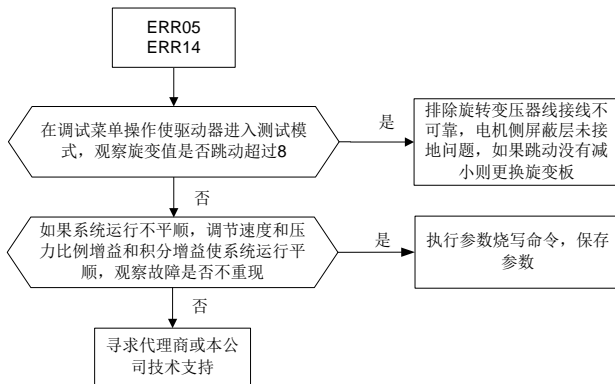 ERR05
ERR14
在调试菜单操作使驱动器进入测试模
式，观察旋变值是否跳动超过8
是
排除旋转变压器线接线不
可靠，电机侧屏蔽层未接
地问题，如果跳动没有减
小则更换旋变板
否
如果系统运行不平顺，调节速度和压
力比例增益和积分增益使系统运行平
顺，观察故障是否不重现
是
执行参数烧写命令，保存
参数
否
寻求代理商或本公
司技术支持